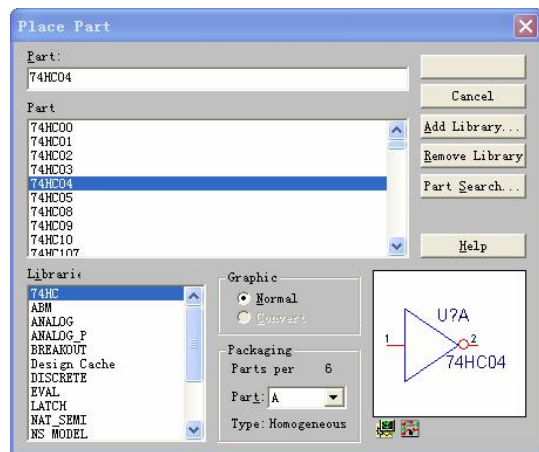 Place Part
Part:
74HC04
Part
74HC00
74HC01
74HC02
74HC03
74HC04
74HC05
74HC08
74HC09
74HC10
74HC107
Cancel
Add Library...
Remove Library
Part Search...
Help
Librarie
74HC
ABM
ANALOG
ANALOG_P
BREAKOUT
Design Cache
DISCRETE
EVAL
LATCH
NAT_SEMI
NS MODEL
Graphic
Normal
Convert
Packaging
Parts per 6
Part: A
Type: Homogeneous
U?A
1 2
74HC04